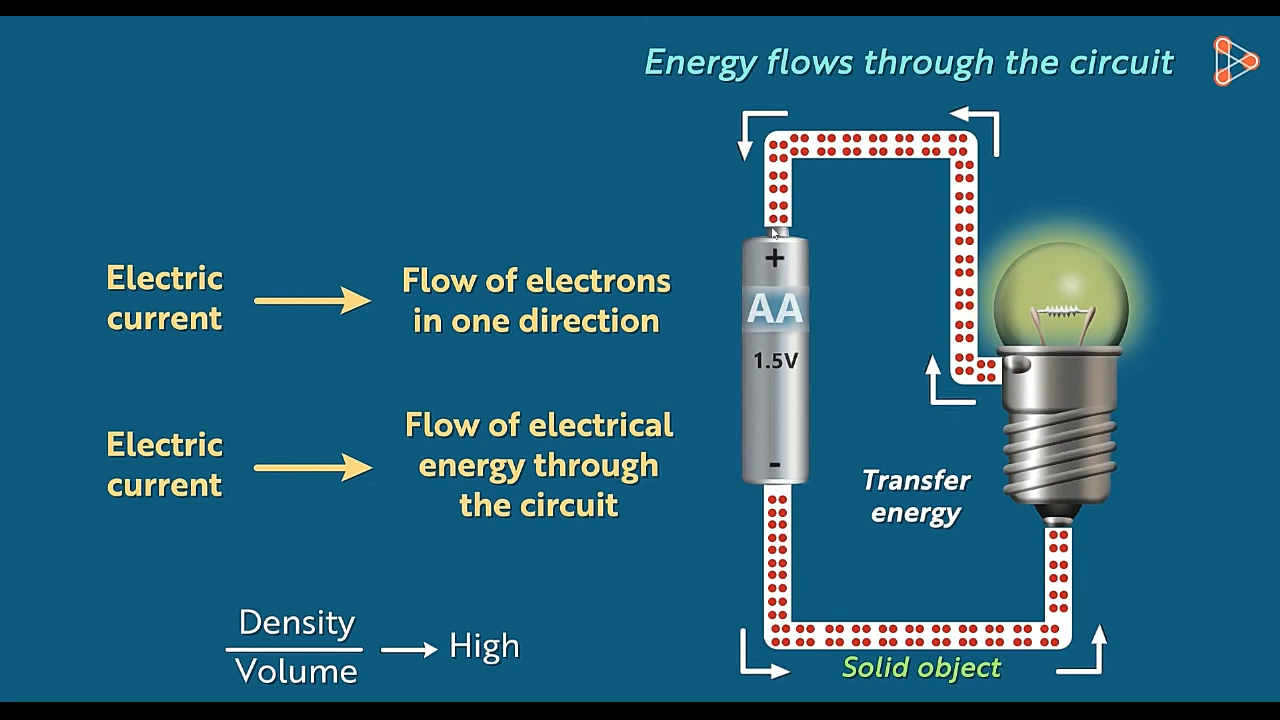 Energy flows through the circuit
Electric
current
Flow of electrons
in one direction
Electric
current
Flow of electrical
energy through
the circuit
Density
Volume
High
+
AA
1.5V
-
Transfer
energy
Solid object